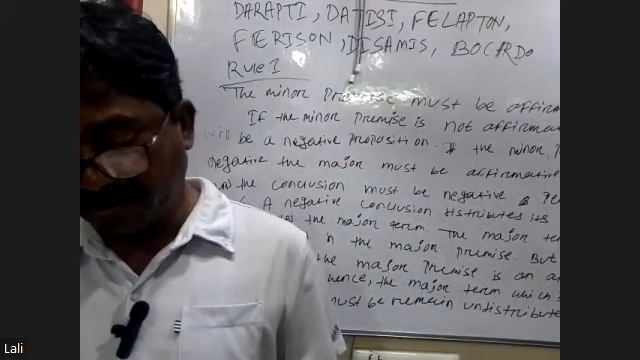 DARAPTI, DATISI, FELAPTON,
FERISON, DISAMIS, BOCARDO
Rule 1
The minor Premise must be affirm
If the minor premise is not affirma
will be a negative Proposition. If the minor
negative the major must be affirmative
and the conclusion must be negative
A negative conclusion distributes its
the major term. The major te
in the major premise. But
the major premise is an a
hence, the major term which
must be remain undistribute
Lali